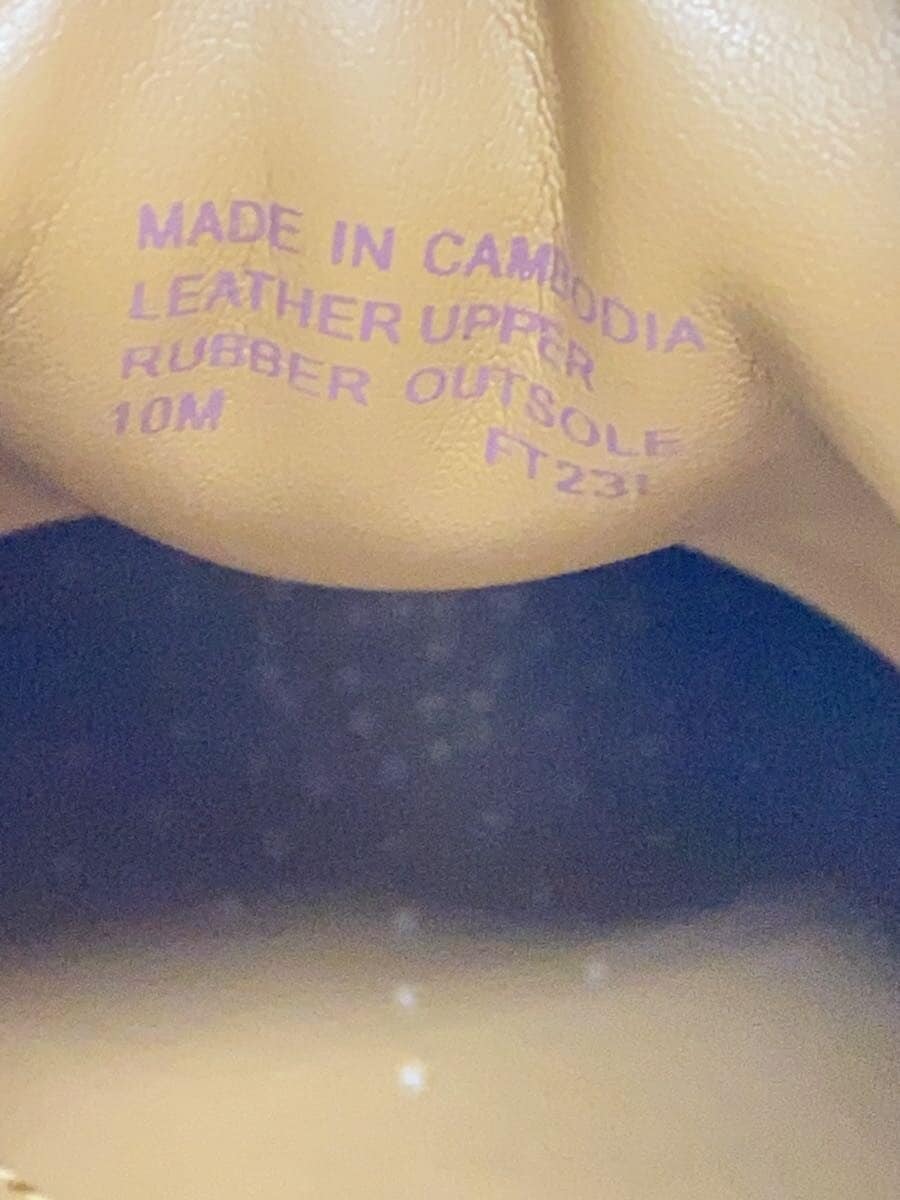 MADE IN CAMBODIA
LEATHER UPPER
RUBBER OUTSOLE
10M